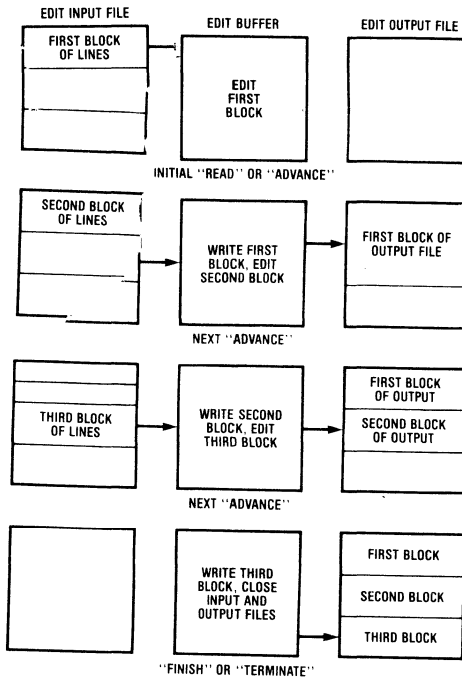 EDIT INPUT FILE
EDIT BUFFER
EDIT OUTPUT FILE
FIRST BLOCK
OF LINES
EDIT
FIRST
BLOCK
INITIAL "READ" OR "ADVANCE"
SECOND BLOCK
OF LINES
WRITE FIRST
BLOCK, EDIT
SECOND BLOCK
FIRST BLOCK OF
OUTPUT FILE
NEXT "ADVANCE"
THIRD BLOCK
OF LINES
WRITE SECOND
BLOCK, EDIT
THIRD BLOCK
FIRST BLOCK
OF OUTPUT
SECOND BLOCK
OF OUTPUT
NEXT "ADVANCE"
WRITE THIRD
BLOCK, CLOSE
INPUT AND
OUTPUT FILES
FIRST BLOCK
SECOND BLOCK
THIRD BLOCK
"FINISH" OR "TERMINATE"